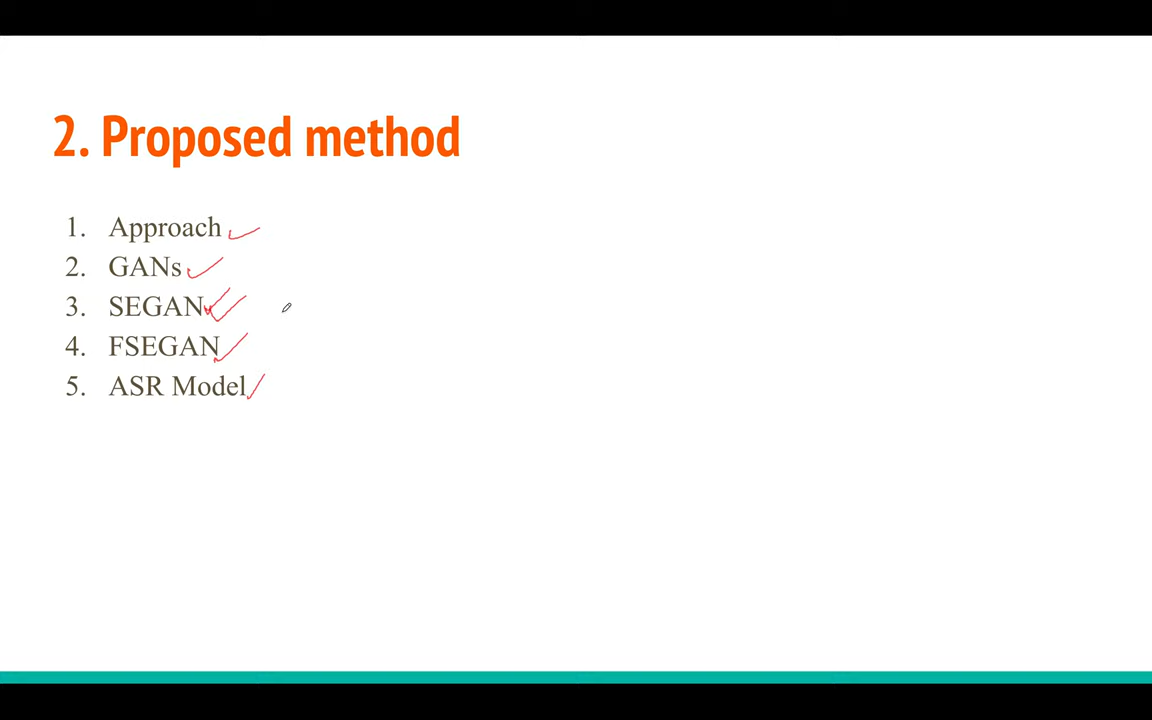 2. Proposed method
1. Approach
2. GANs
3. SEGAN
4. FSEGAN
5. ASR Model